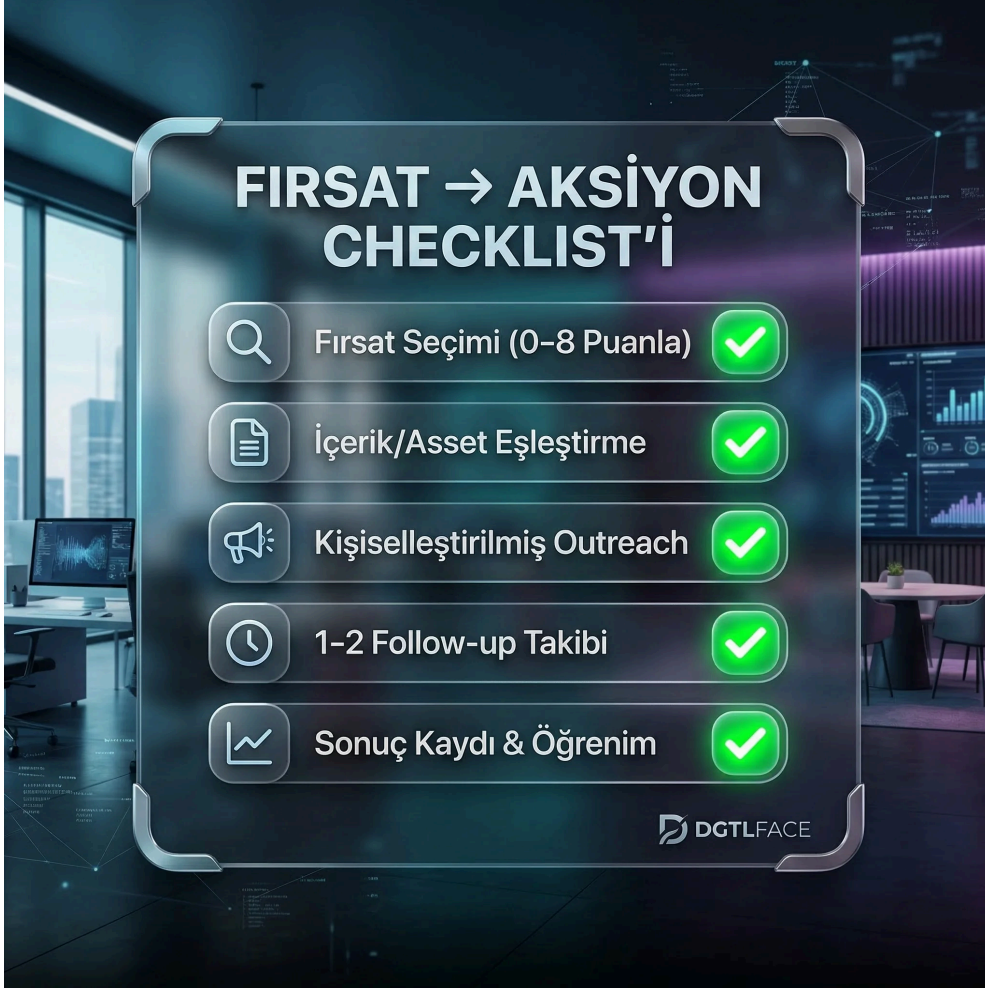 FIRSAT → AKSİYON
CHECKLIST'İ
Fırsat Seçimi (0–8 Puanla)
İçerik/Asset Eşleştirme
Kişiselleştirilmiş Outreach
1–2 Follow-up Takibi
Sonuç Kaydı & Öğrenim
DGTLFACE